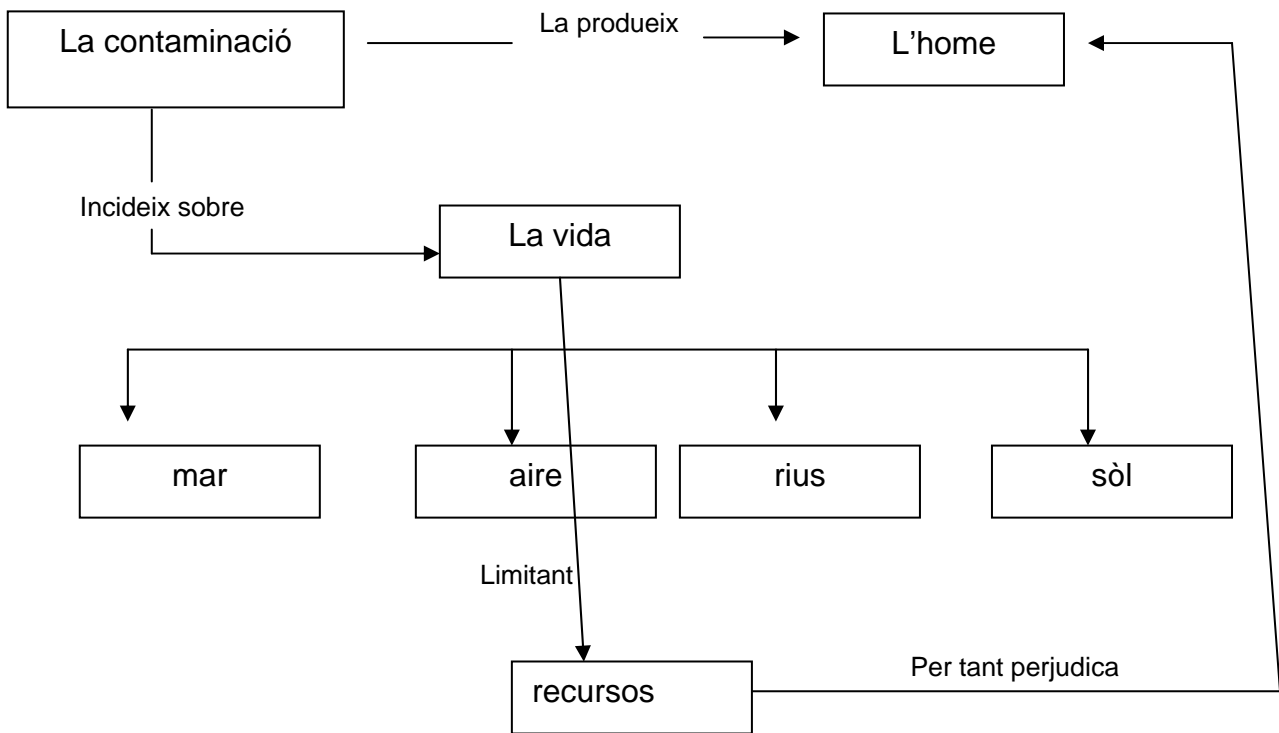 La contaminació
La produeix
L’home
Incideix sobre
La vida
mar
aire
rius
sòl
Limitant
recursos
Per tant perjudica